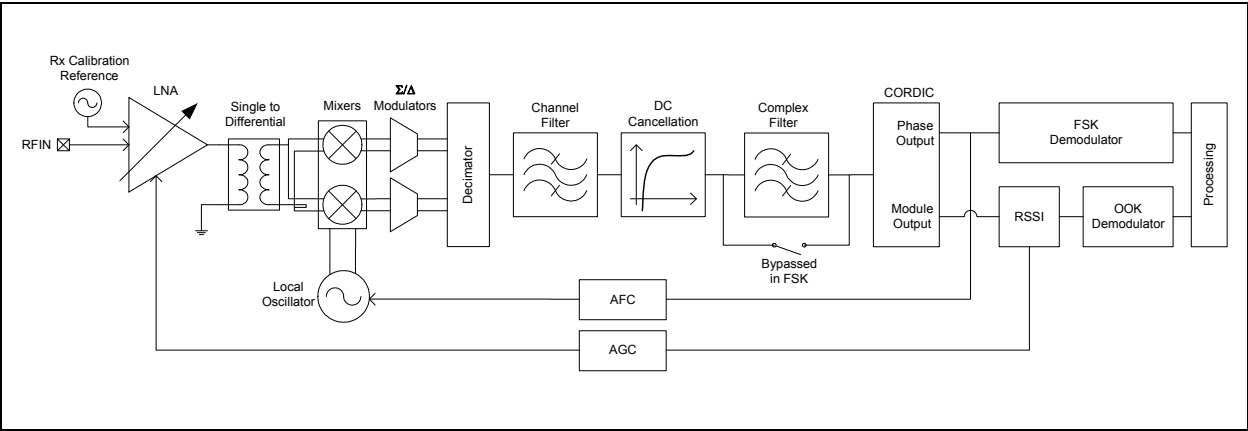 Rx Calibration
Reference
LNA
RFIN
Single to
Differential
Mixers
Σ/Δ
Modulators
Decimator
Channel
Filter
DC
Cancellation
Complex
Filter
Bypassed
in FSK
CORDIC
Phase
Output
Module
Output
FSK
Demodulator
RSSI
OOK
Demodulator
Processing
Local
Oscillator
AFC
AGC